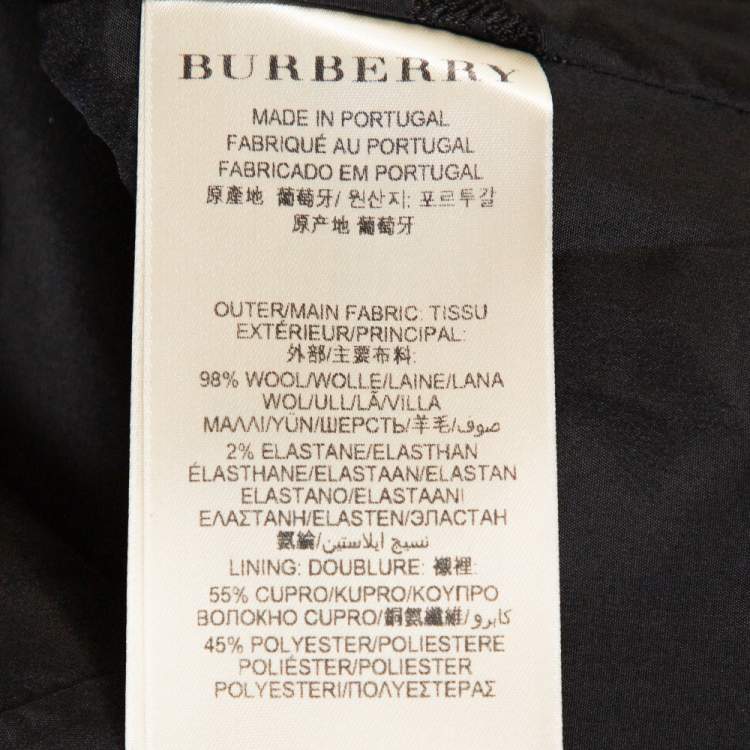 BURBERRY
MADE IN PORTUGAL
FABRIQUÉ AU PORTUGAL
FABRICADO EM PORTUGAL
原產地 葡萄牙/ 원산지: 포르투갈
原产地 葡萄牙
OUTER/MAIN FABRIC: TISSU
EXTÉRIEUR/PRINCIPAL:
外部/主要布料:
98% WOOL/WOLLE/LAINE/LANA
WOL/ULL/LÃ/VILLA
ΜΑΛΛΙ/YÜN/ШЕРСТЬ/羊毛/صوف
2% ELASTANE/ELASTHAN
ÉLASTHANE/ELASTAAN/ELASTAN
ELASTANO/ELASTAANI
ΕΛΑΣΤΑΝΗ/ELASTEN/ЭЛАСТАН
氨綸/نسيج ايلاستين
LINING: DOUBLURE: 襯裡:
55% CUPRO/KUPRO/ΚΟΥΠΡΟ
ВОЛОКНО CUPRO/銅氨纖維/كابرو
45% POLYESTER/POLIESTERE
POLIÉSTER/POLIESTER
POLYESTERI/ΠΟΛΥΕΣΤΕΡΑΣ